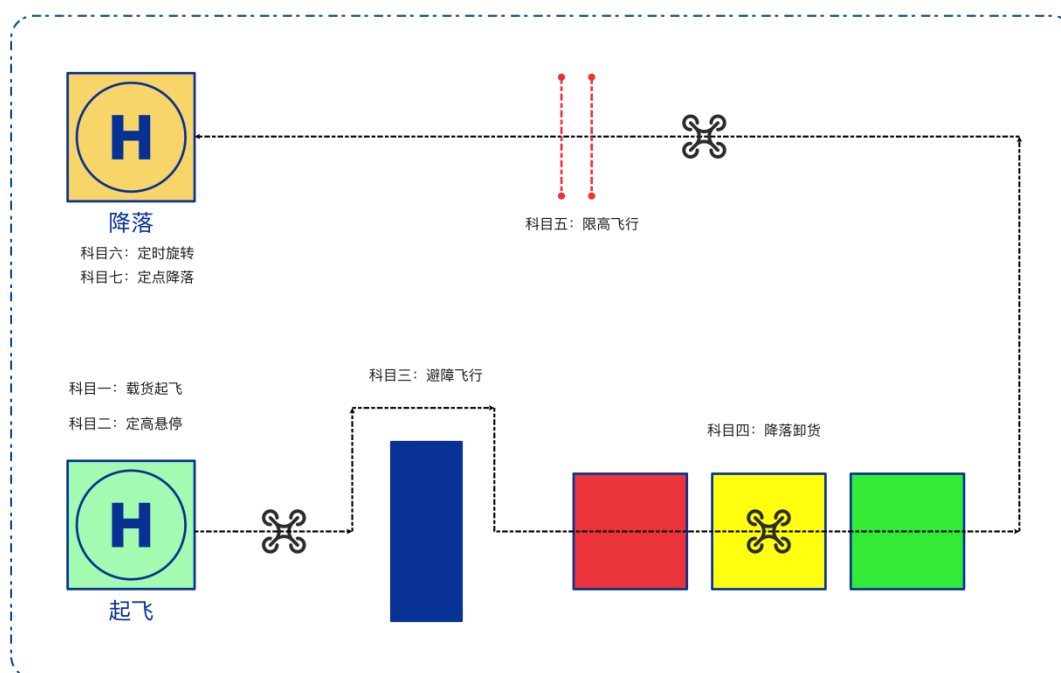 H
降落
科目六：定时旋转
科目七：定点降落
科目五：限高飞行
科目一：载货起飞
科目二：定高悬停
科目三：避障飞行
科目四：降落卸货
H
起飞